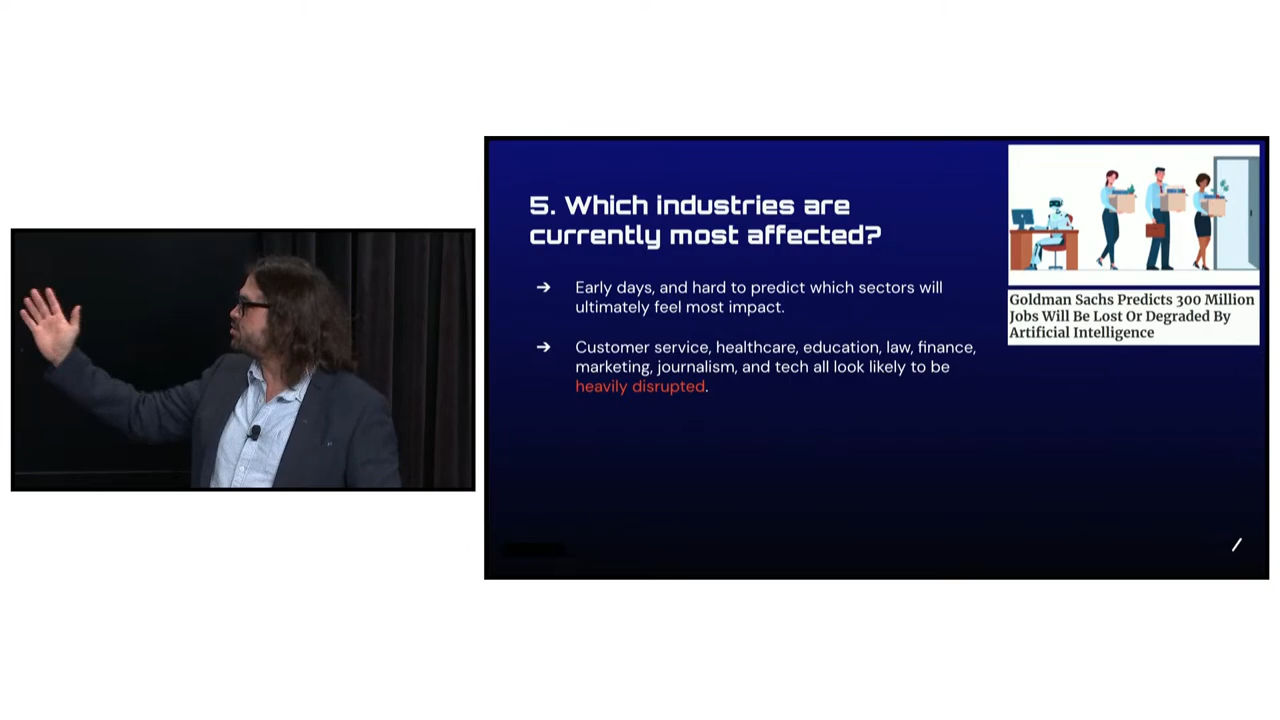 5. Which industries are
currently most affected?
→ Early days, and hard to predict which sectors will
ultimately feel most impact.
→ Customer service, healthcare, education, law, finance,
marketing, journalism, and tech all look likely to be
heavily disrupted.
Goldman Sachs Predicts 300 Million
Jobs Will Be Lost Or Degraded By
Artificial Intelligence